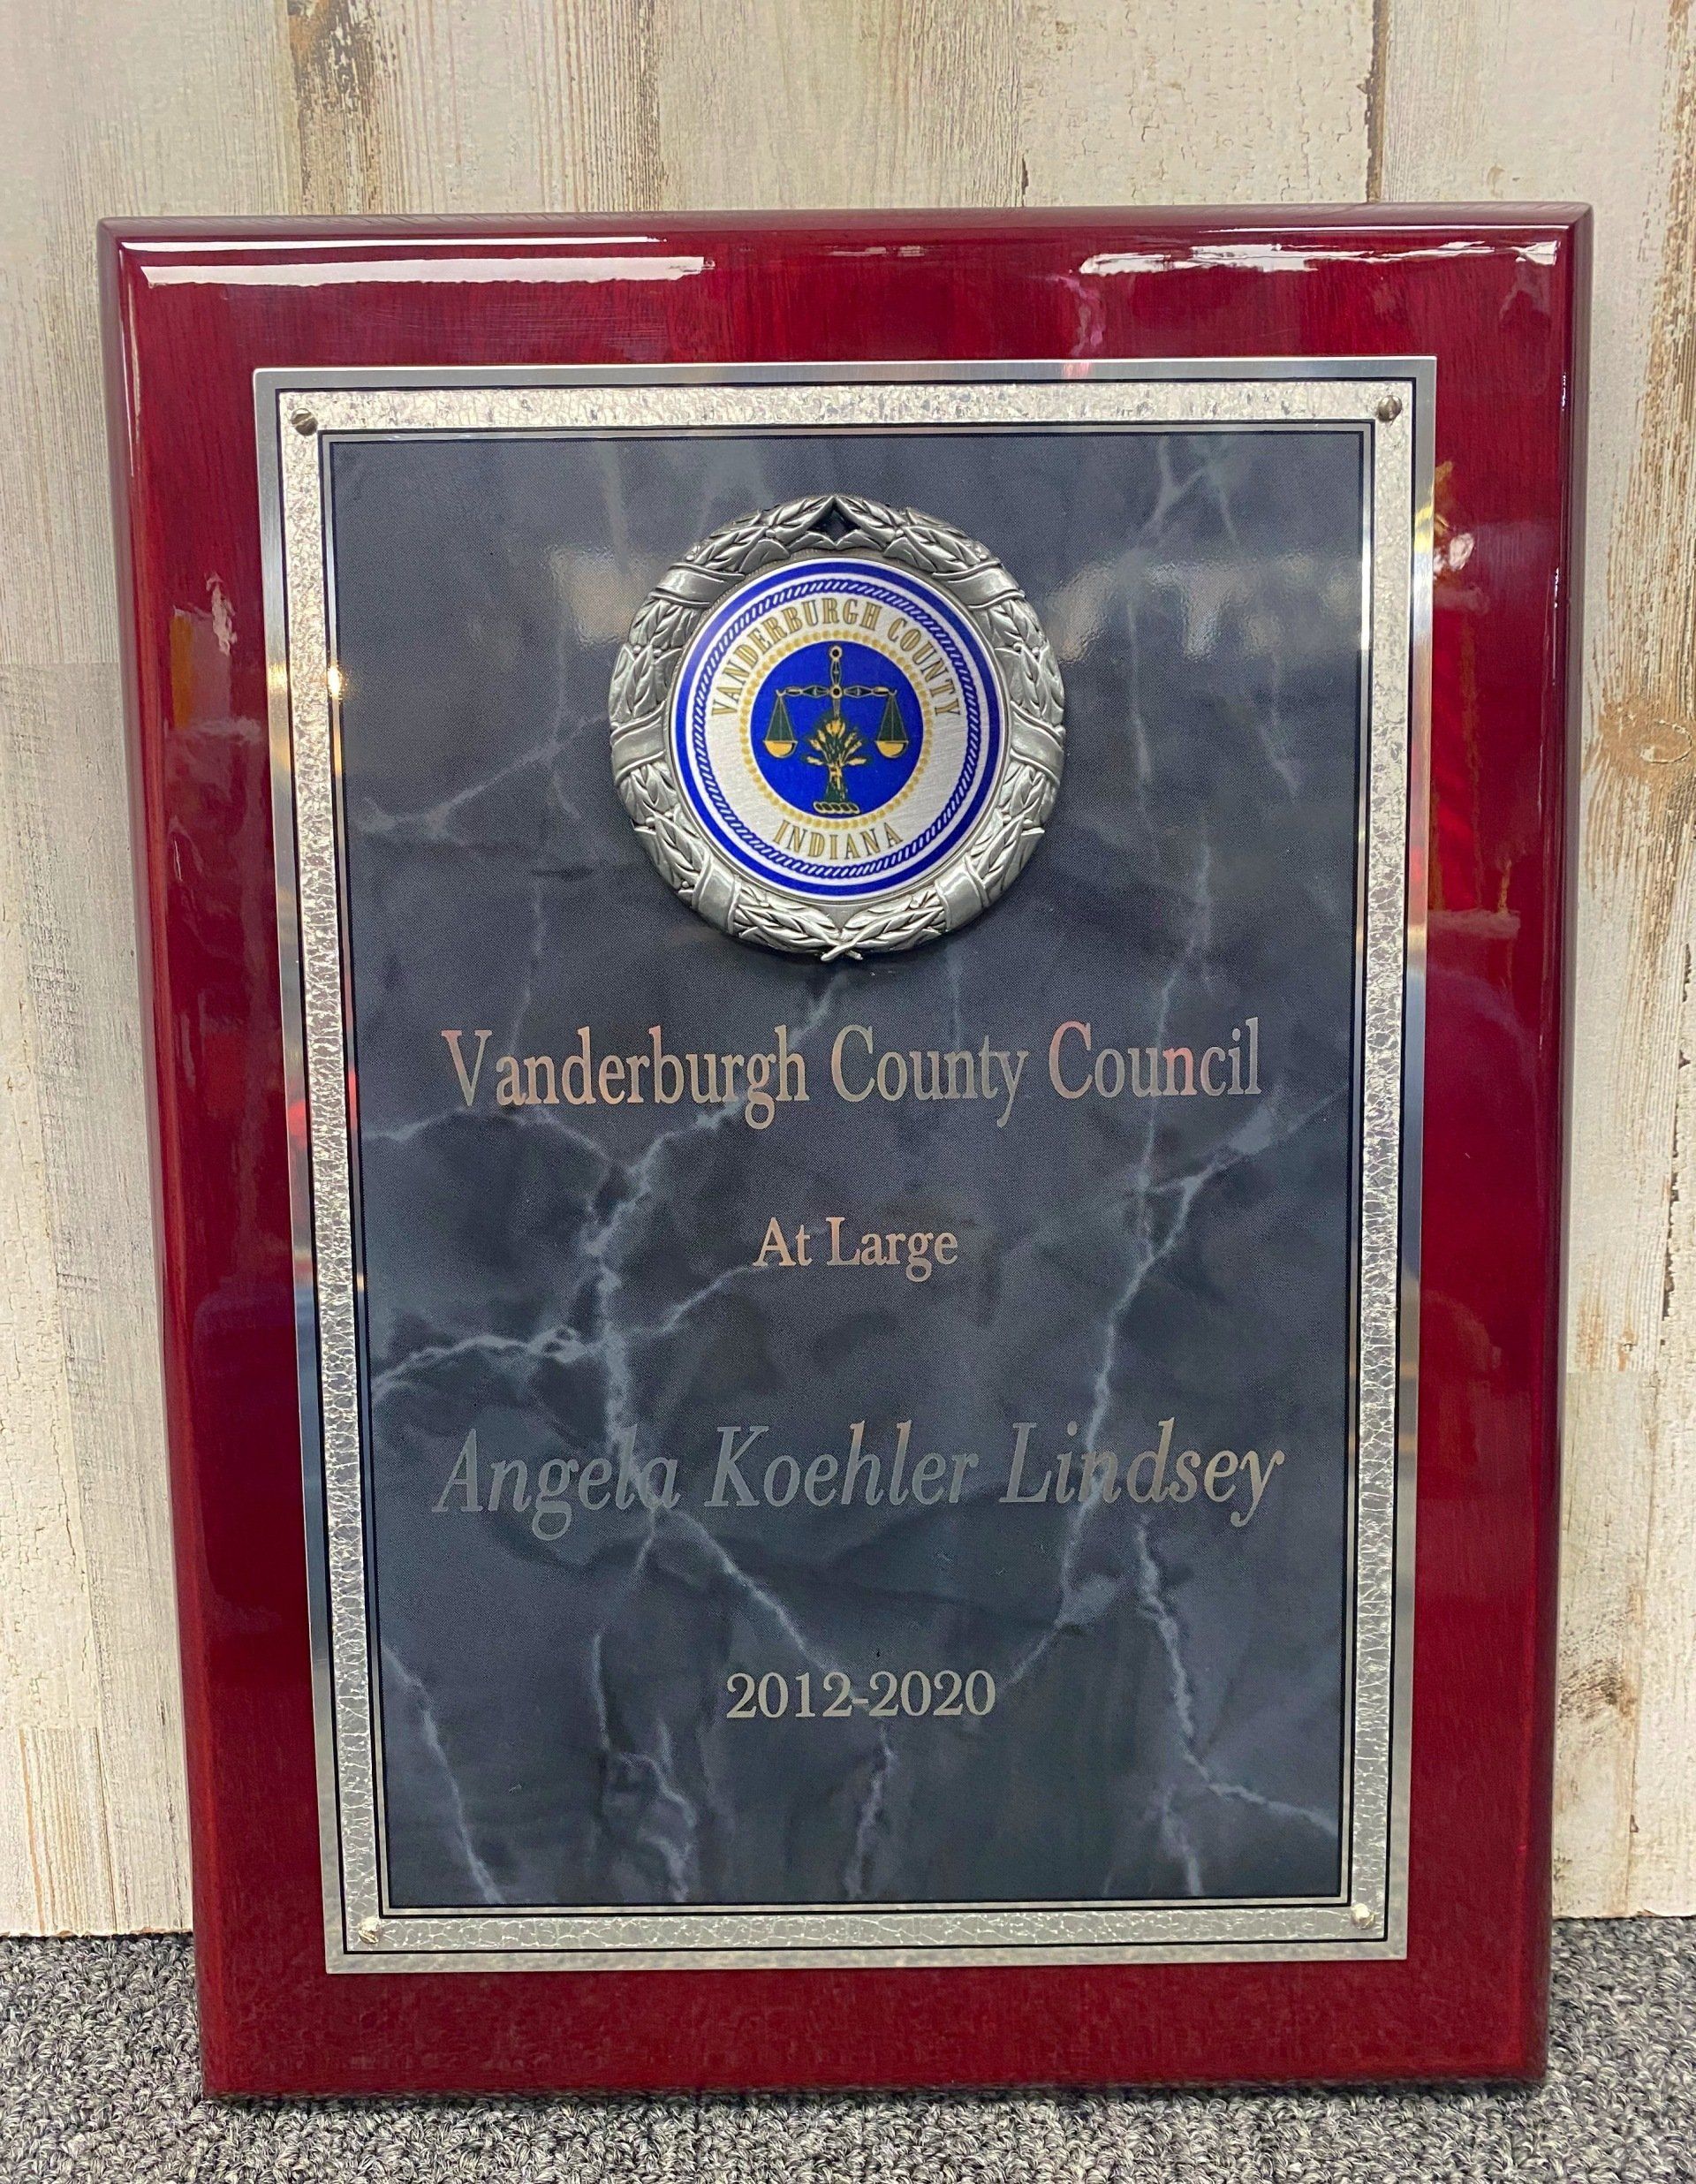 VANDERBURGH COUNTY
INDIANA
Vanderburgh County Council
At Large
Angela Koehler Lindsey
2012-2020